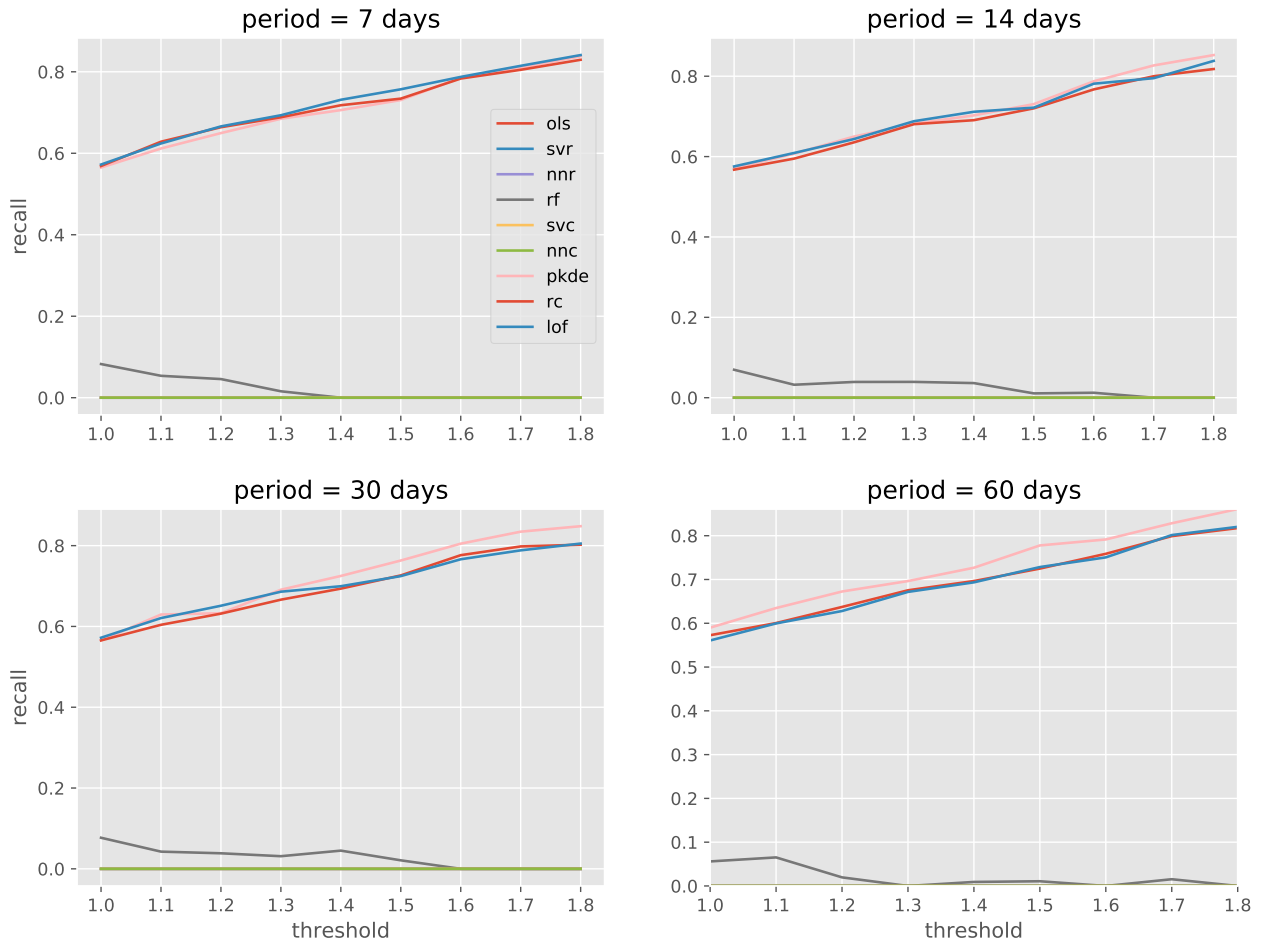 period = 7 days
recall
0.8
0.6
0.4
0.2
0.0
1.0 1.1 1.2 1.3 1.4 1.5 1.6 1.7 1.8
ols
svr
nnr
rf
svc
nnc
pkde
rc
lof
period = 14 days
0.8
0.6
0.4
0.2
0.0
1.0 1.1 1.2 1.3 1.4 1.5 1.6 1.7 1.8
period = 30 days
recall
0.8
0.6
0.4
0.2
0.0
1.0 1.1 1.2 1.3 1.4 1.5 1.6 1.7 1.8
threshold
period = 60 days
0.8
0.7
0.6
0.5
0.4
0.3
0.2
0.1
0.0
1.0 1.1 1.2 1.3 1.4 1.5 1.6 1.7 1.8
threshold